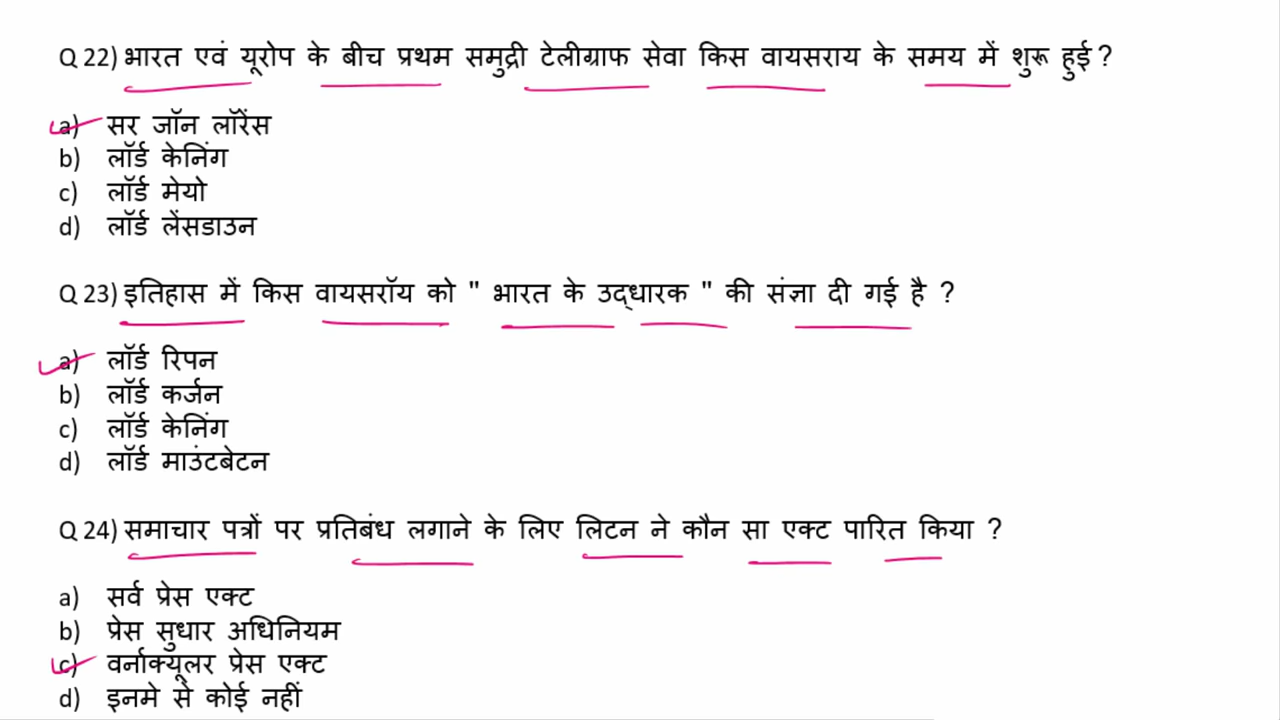 Q 22) भारत एवं यूरोप के बीच प्रथम समुद्री टेलीग्राफ सेवा किस वायसराय के समय में शुरू हुई ?
a) सर जॉन लॉरेंस
b) लॉर्ड केनिंग
c) लॉर्ड मेयो
d) लॉर्ड लेंसडाउन
Q 23) इतिहास में किस वायसरॉय को " भारत के उद्धारक " की संज्ञा दी गई है ?
a) लॉर्ड रिपन
b) लॉर्ड कर्जन
c) लॉर्ड केनिंग
d) लॉर्ड माउंटबेटन
Q 24) समाचार पत्रों पर प्रतिबंध लगाने के लिए लिटन ने कौन सा एक्ट पारित किया ?
a) सर्व प्रेस एक्ट
b) प्रेस सुधार अधिनियम
c) वर्नाक्यूलर प्रेस एक्ट
d) इनमे से कोई नहीं